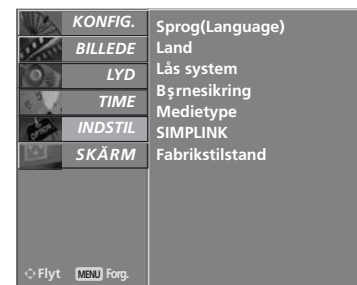 KONFIG.
BILLEDE
LYD
TIME
INDSTIL
SKÄRM
Sprog(Language)
Land
Lås system
Bşrnesikring
Medietype
SIMPLINK
Fabrikstilstand
Flyt MENU Forg.